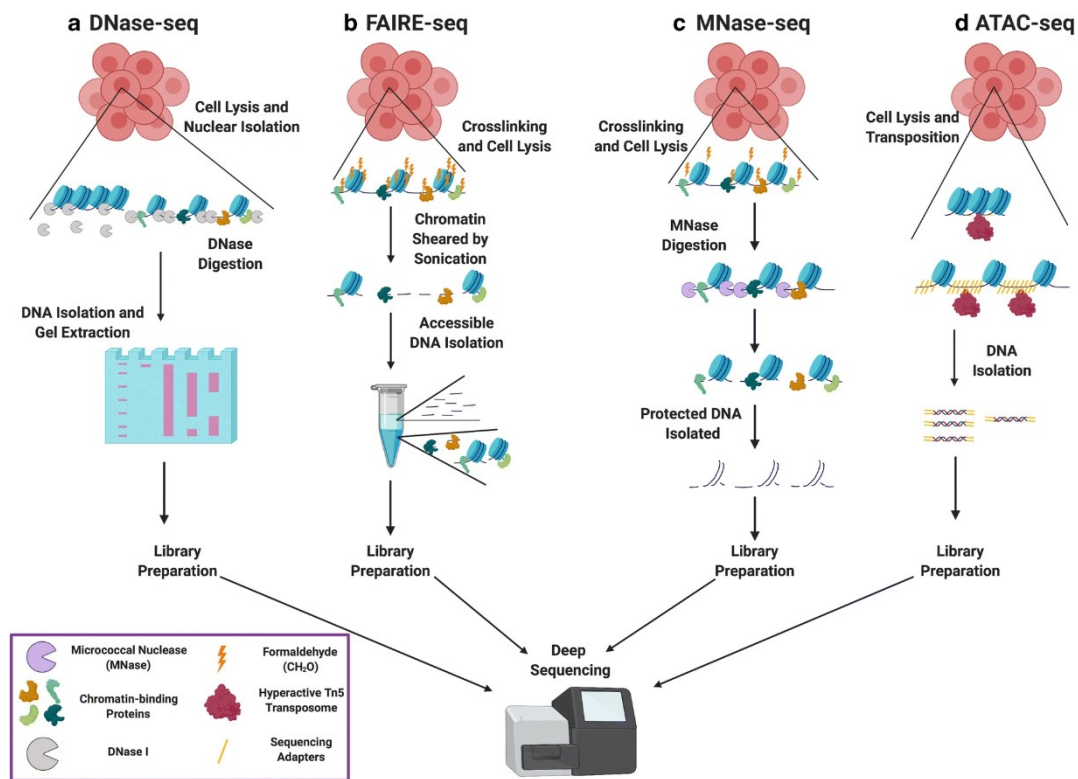 a DNase-seq
b FAIRE-seq
c MNase-seq
d ATAC-seq
Cell Lysis and
Nuclear Isolation
DNase
Digestion
DNA Isolation and
Gel Extraction
Library
Preparation
Crosslinking
and Cell Lysis
Chromatin
Sheared by
Sonication
Accessible
DNA Isolation
Library
Preparation
Crosslinking
and Cell Lysis
MNase
Digestion
Protected DNA
Isolated
Library
Preparation
Cell Lysis and
Transposition
DNA
Isolation
Library
Preparation
Deep
Sequencing
Micrococcal Nuclease
(MNase)
Formaldehyde
(CH₂O)
Chromatin-binding
Proteins
Hyperactive Tn5
Transposome
DNase I
Sequencing
Adapters